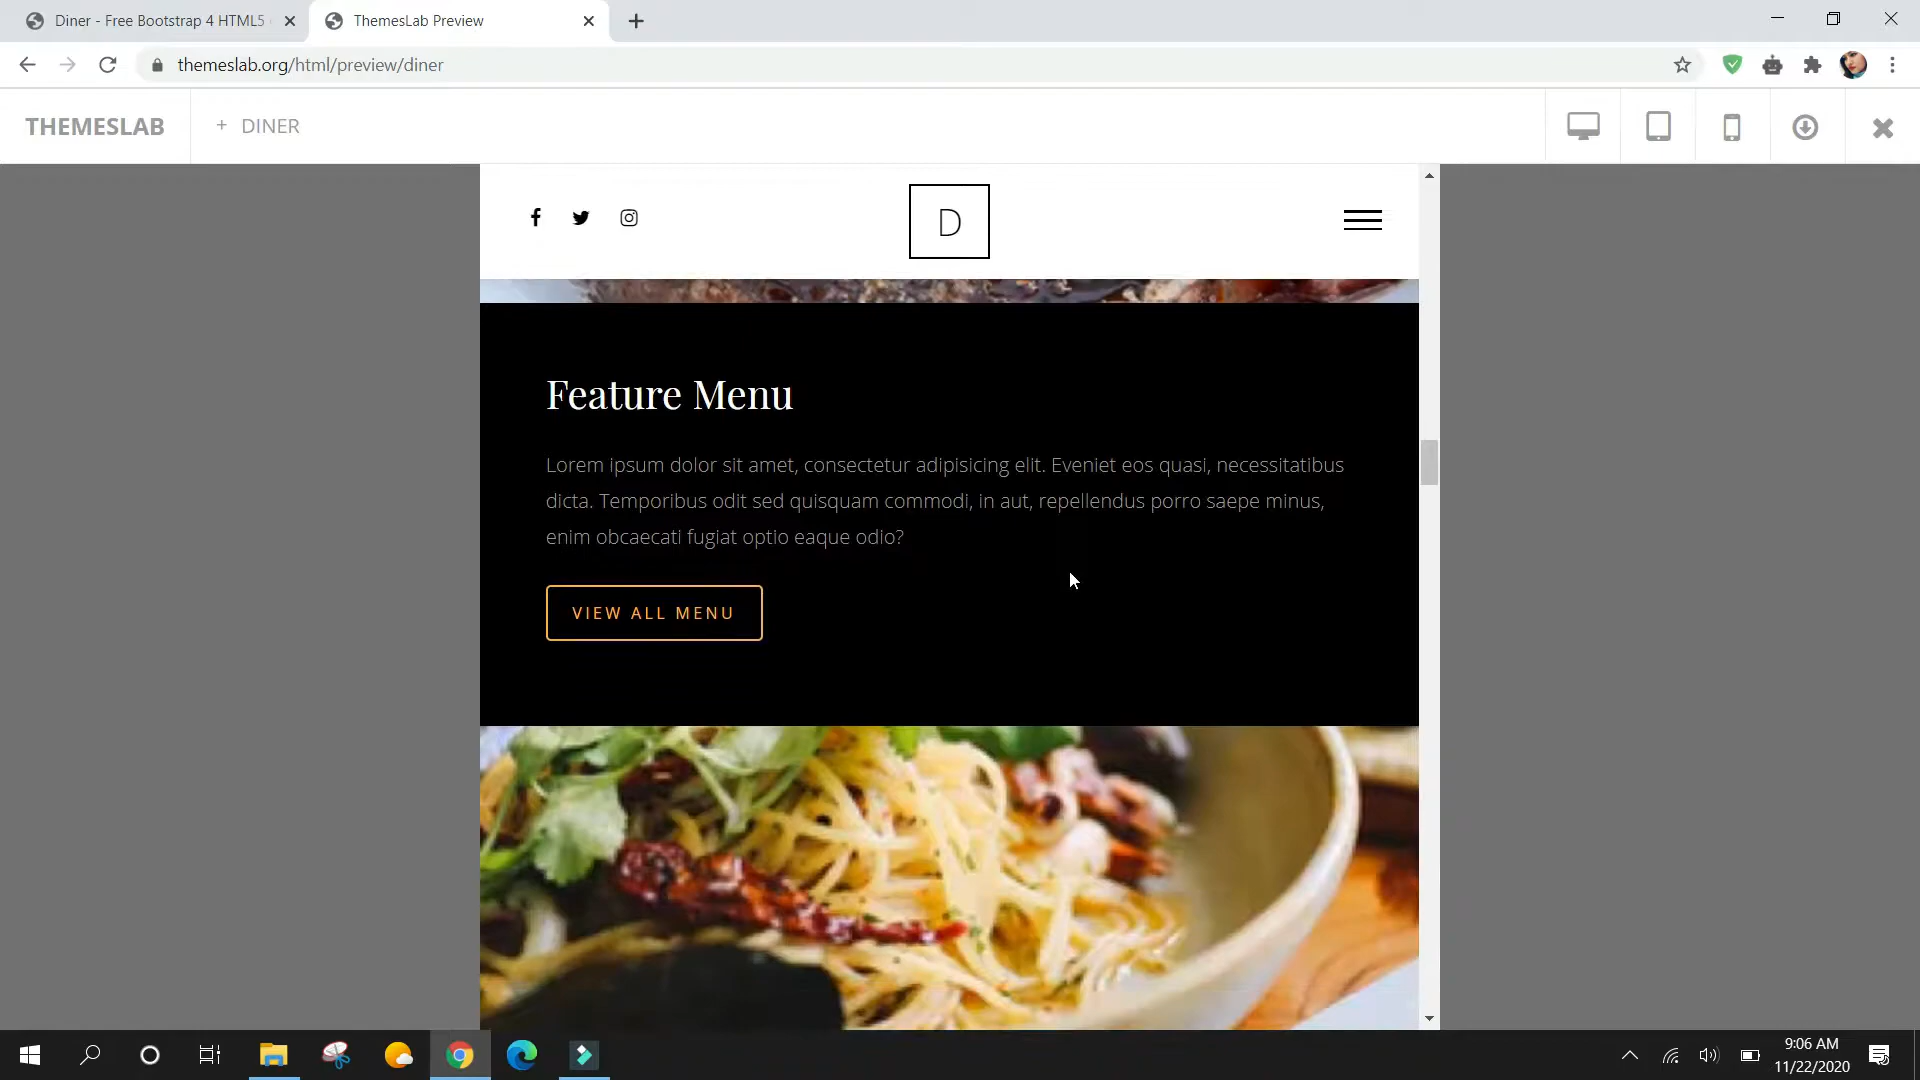 Diner - Free Bootstrap 4 HTML5
ThemesLab Preview
themeslab.org/html/preview/diner
THEMESLAB
+ DINER
D
Feature Menu
Lorem ipsum dolor sit amet, consectetur adipisicing elit. Eveniet eos quasi, necessitatibus
dicta. Temporibus odit sed quisquam commodi, in aut, repellendus porro saepe minus,
enim obcaecati fugiat optio eaque odio?
VIEW ALL MENU
9:06 AM
11/22/2020